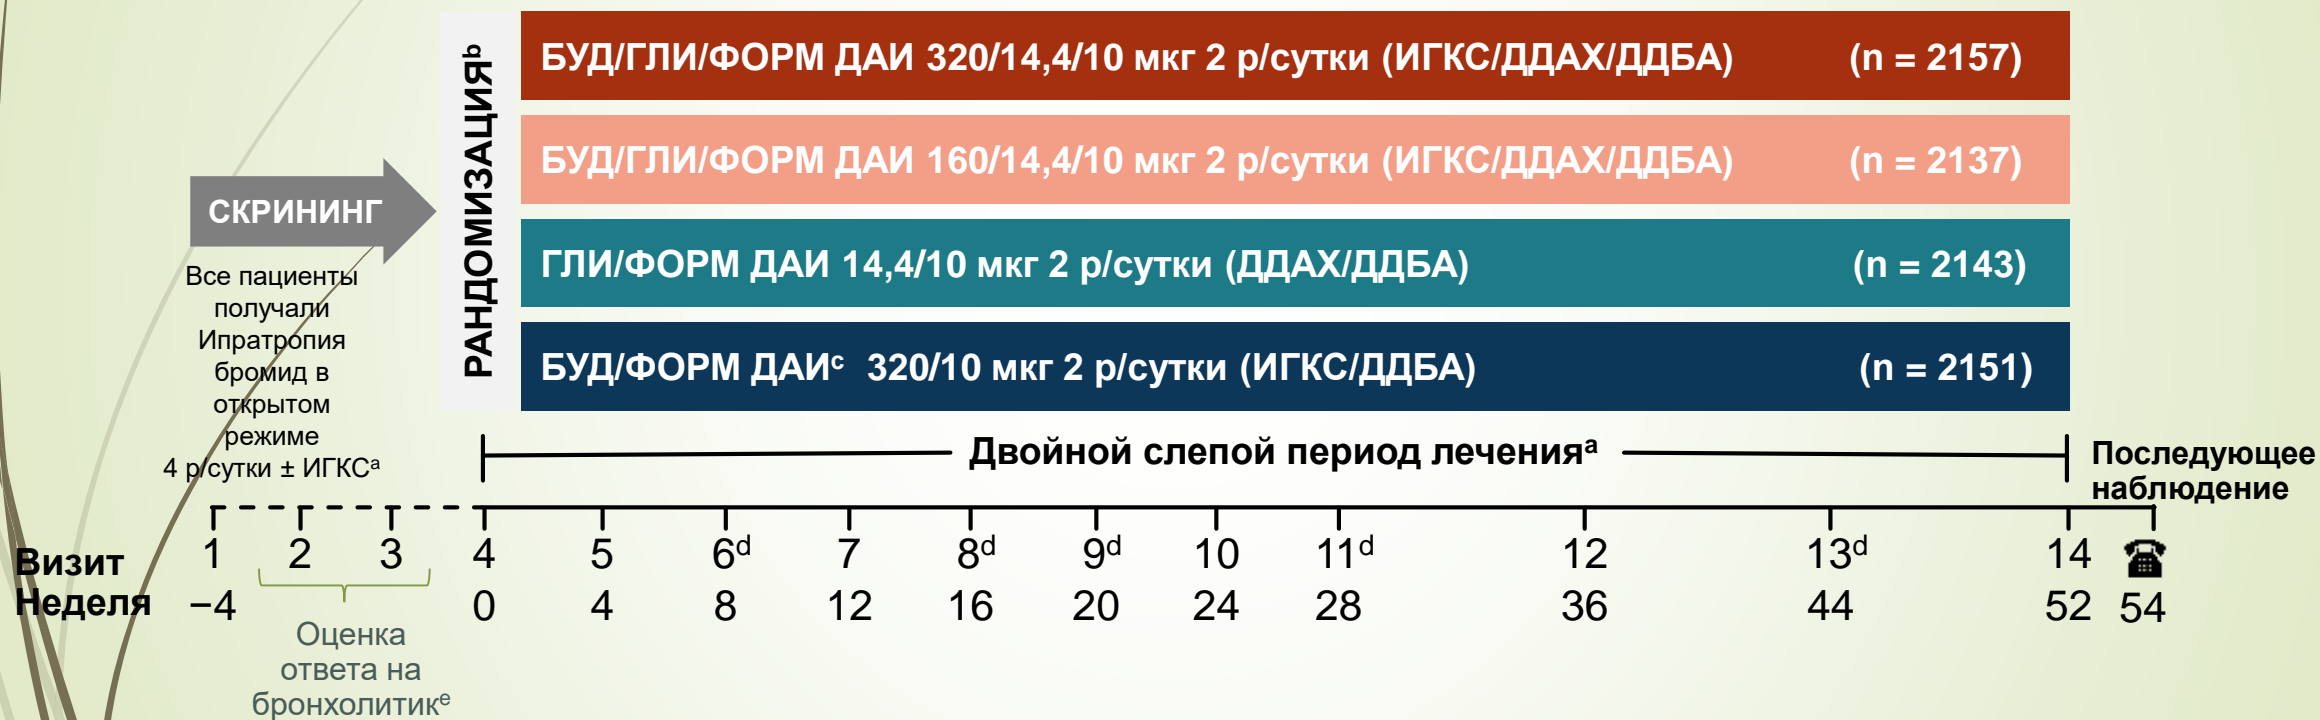 БУД/ГЛИ/ФОРМ ДАИ 320/14,4/10 мкг 2 р/сутки (ИГКС/ДДАХ/ДДБА) (n = 2157)
БУД/ГЛИ/ФОРМ ДАИ 160/14,4/10 мкг 2 р/сутки (ИГКС/ДДАХ/ДДБА) (n = 2137)
ГЛИ/ФОРМ ДАИ 14,4/10 мкг 2 р/сутки (ДДАХ/ДДБА) (n = 2143)
БУД/ФОРМ ДАИᶜ 320/10 мкг 2 р/сутки (ИГКС/ДДБА) (n = 2151)
РАНДОМИЗАЦИЯᵇ
СКРИНИНГ
Все пациенты
получали
Ипратропия
бромид в
открытом
режиме
4 р/сутки ± ИГКСᵃ
Двойной слепой период леченияᵃ
Последующее
наблюдение
Визит 1 2 3 4 5 6ᵈ 7 8ᵈ 9ᵈ 10 11ᵈ 12 13ᵈ 14 ☎
Неделя −4 0 4 8 12 16 20 24 28 36 44 52 54
Оценка
ответа на
бронхолитикᵉ